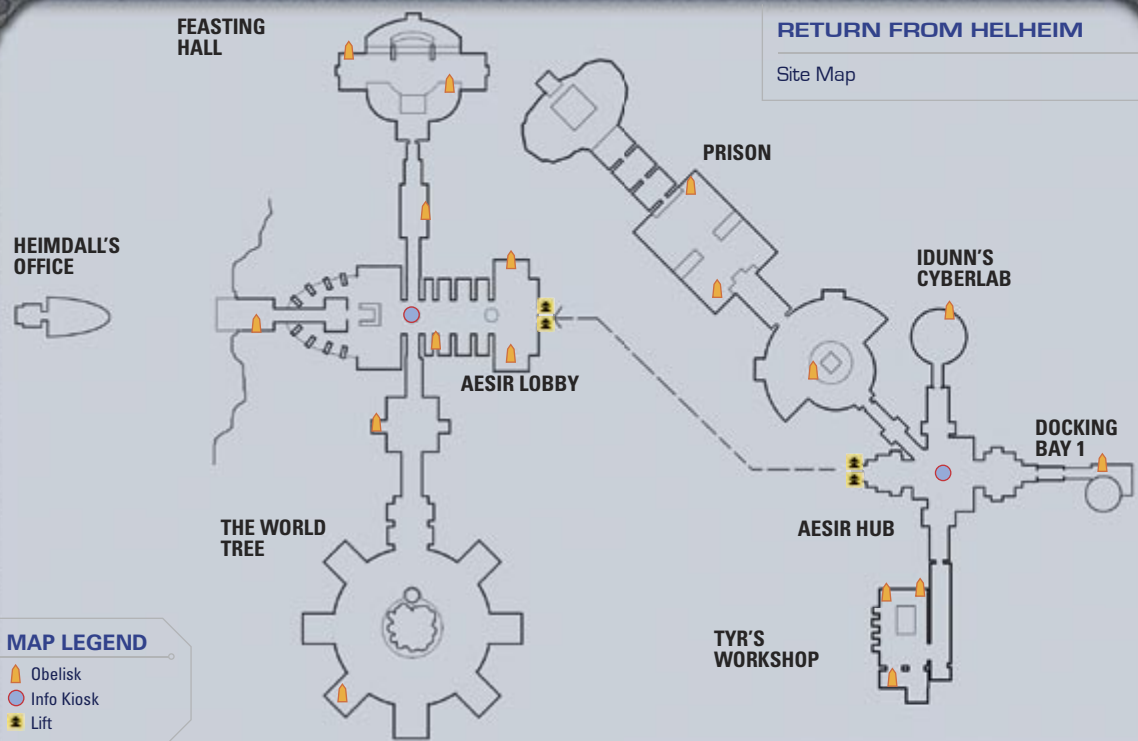 RETURN FROM HELHEIM
Site Map
FEASTING
HALL
PRISON
HEIMDALL'S
OFFICE
IDUNN'S
CYBERLAB
AESIR LOBBY
DOCKING
BAY 1
THE WORLD
TREE
AESIR HUB
TYR'S
WORKSHOP
MAP LEGEND
Obelisk
Info Kiosk
Lift